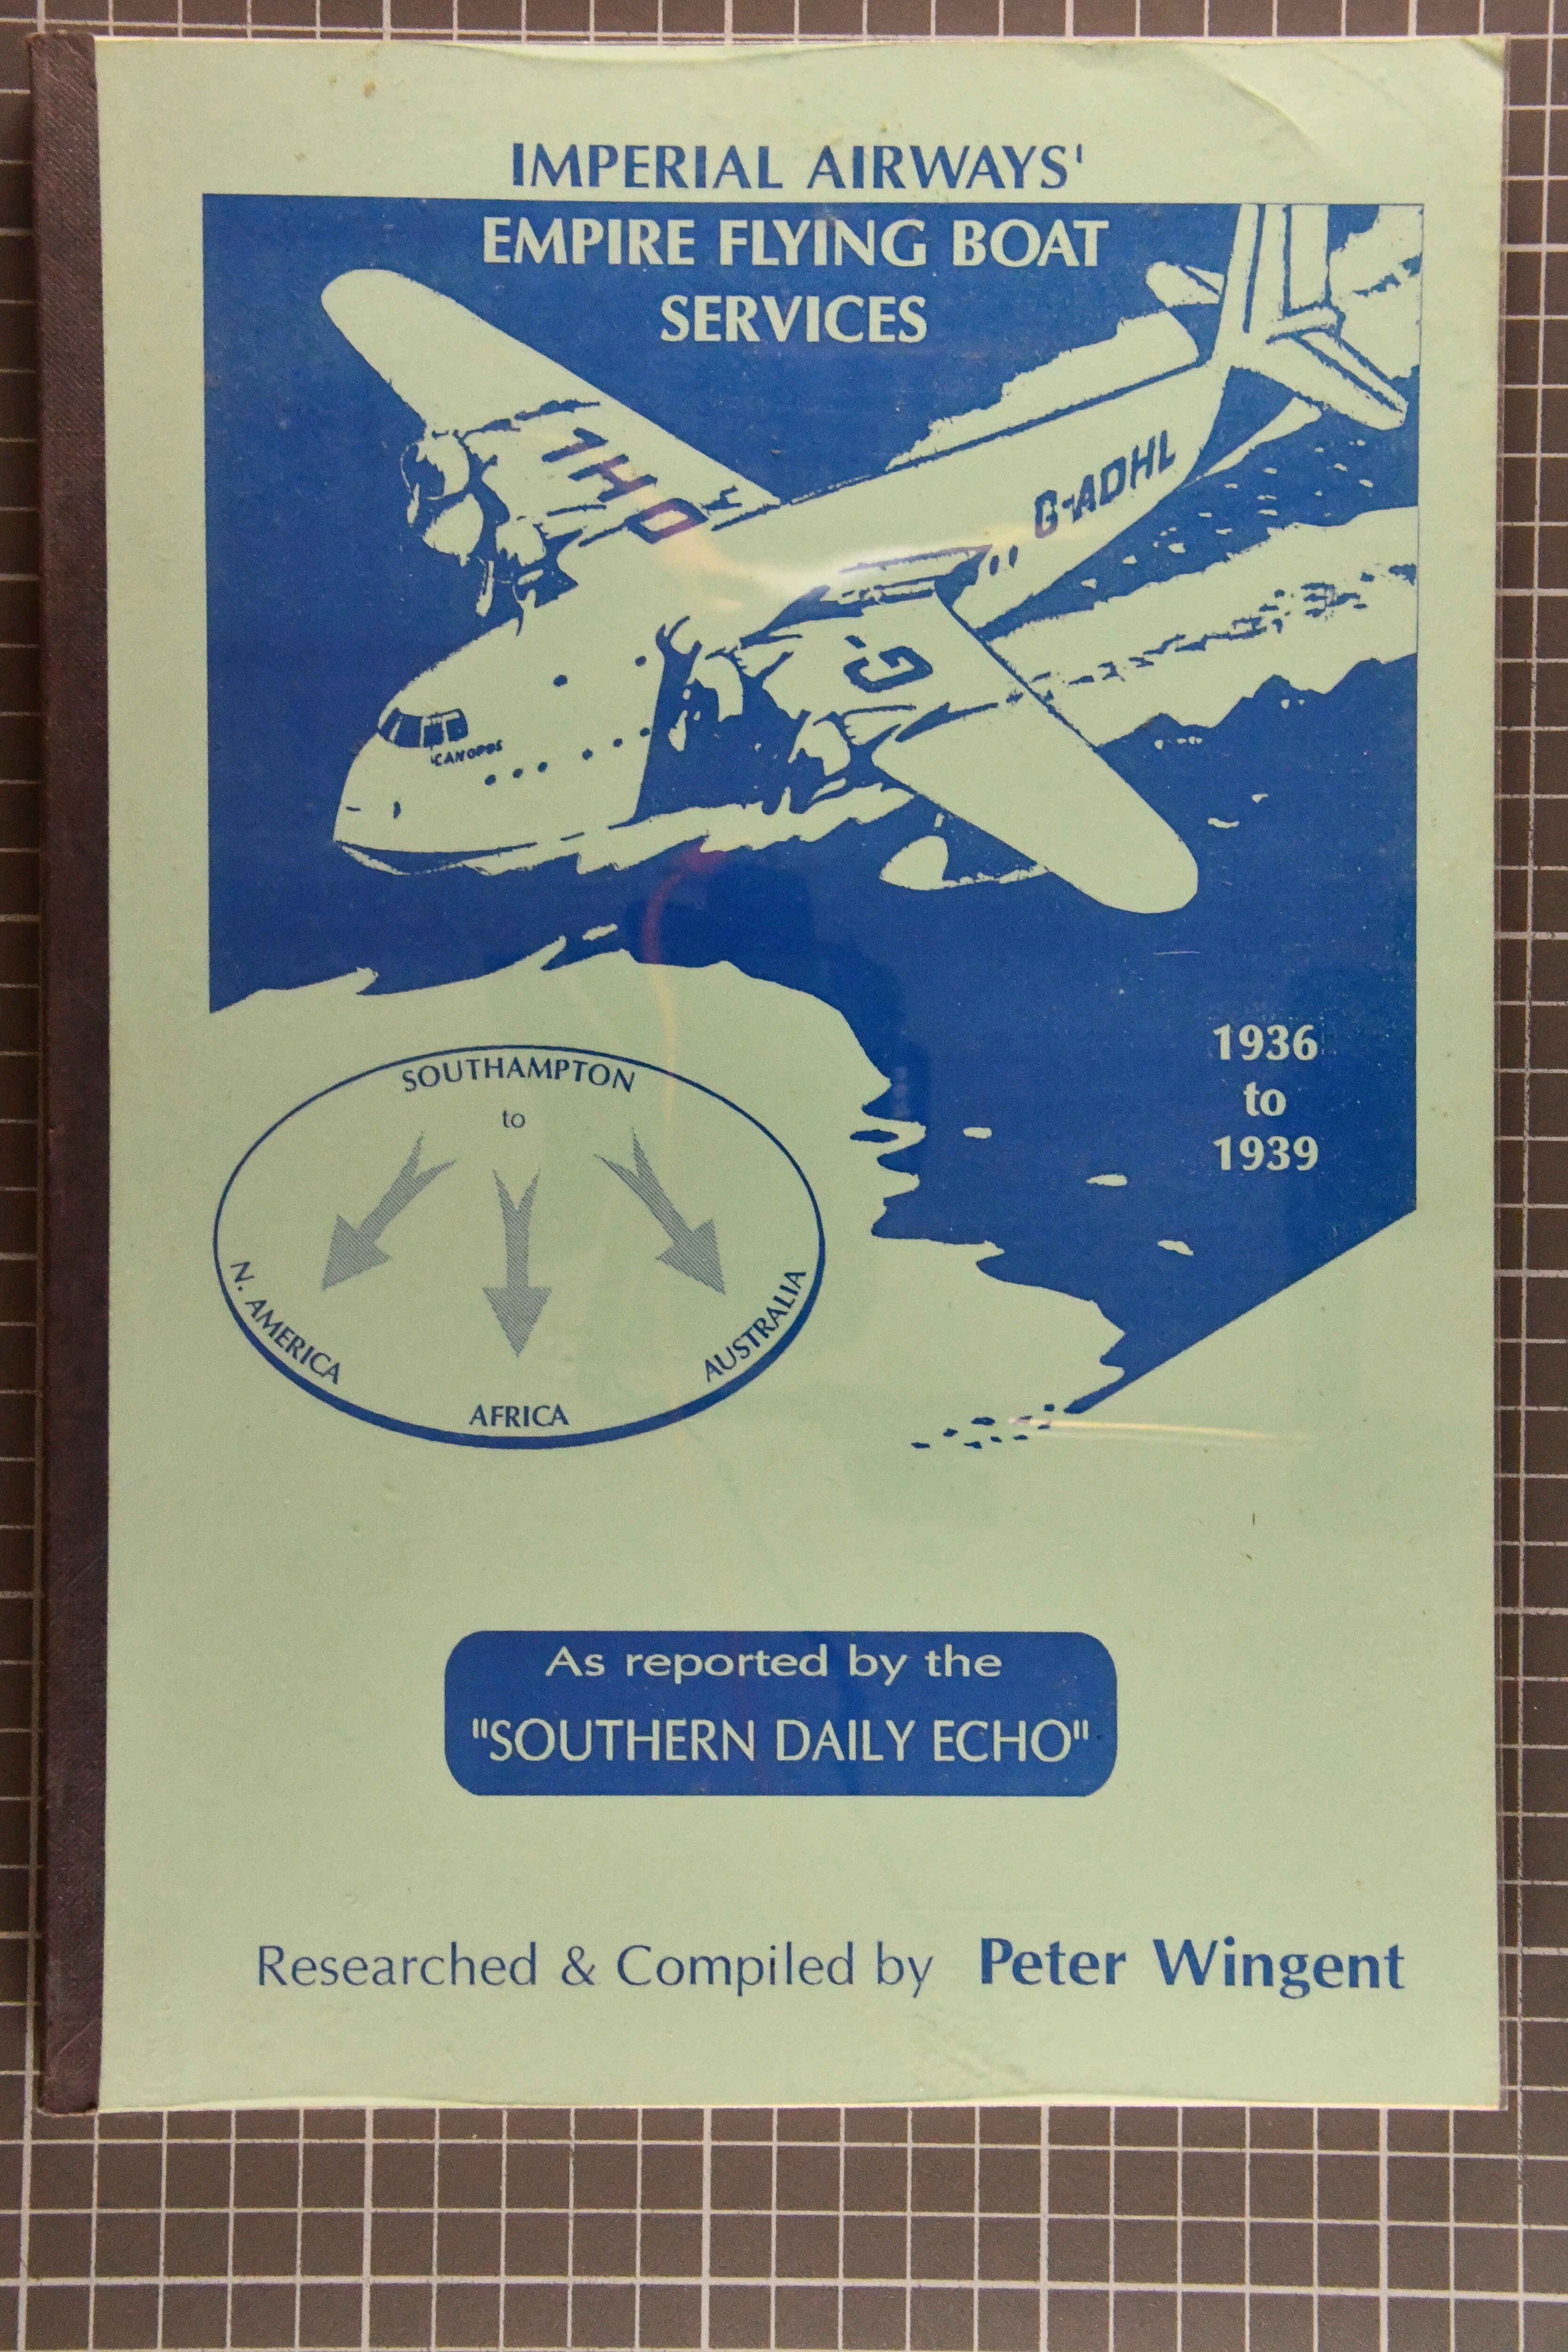 IMPERIAL AIRWAYS'
EMPIRE FLYING BOAT
SERVICES
G-ADHL
CANOPUS
G-
1936
to
1939
SOUTHAMPTON
to
N. AMERICA
AFRICA
AUSTRALIA
As reported by the
"SOUTHERN DAILY ECHO"
Researched & Compiled by Peter Wingent